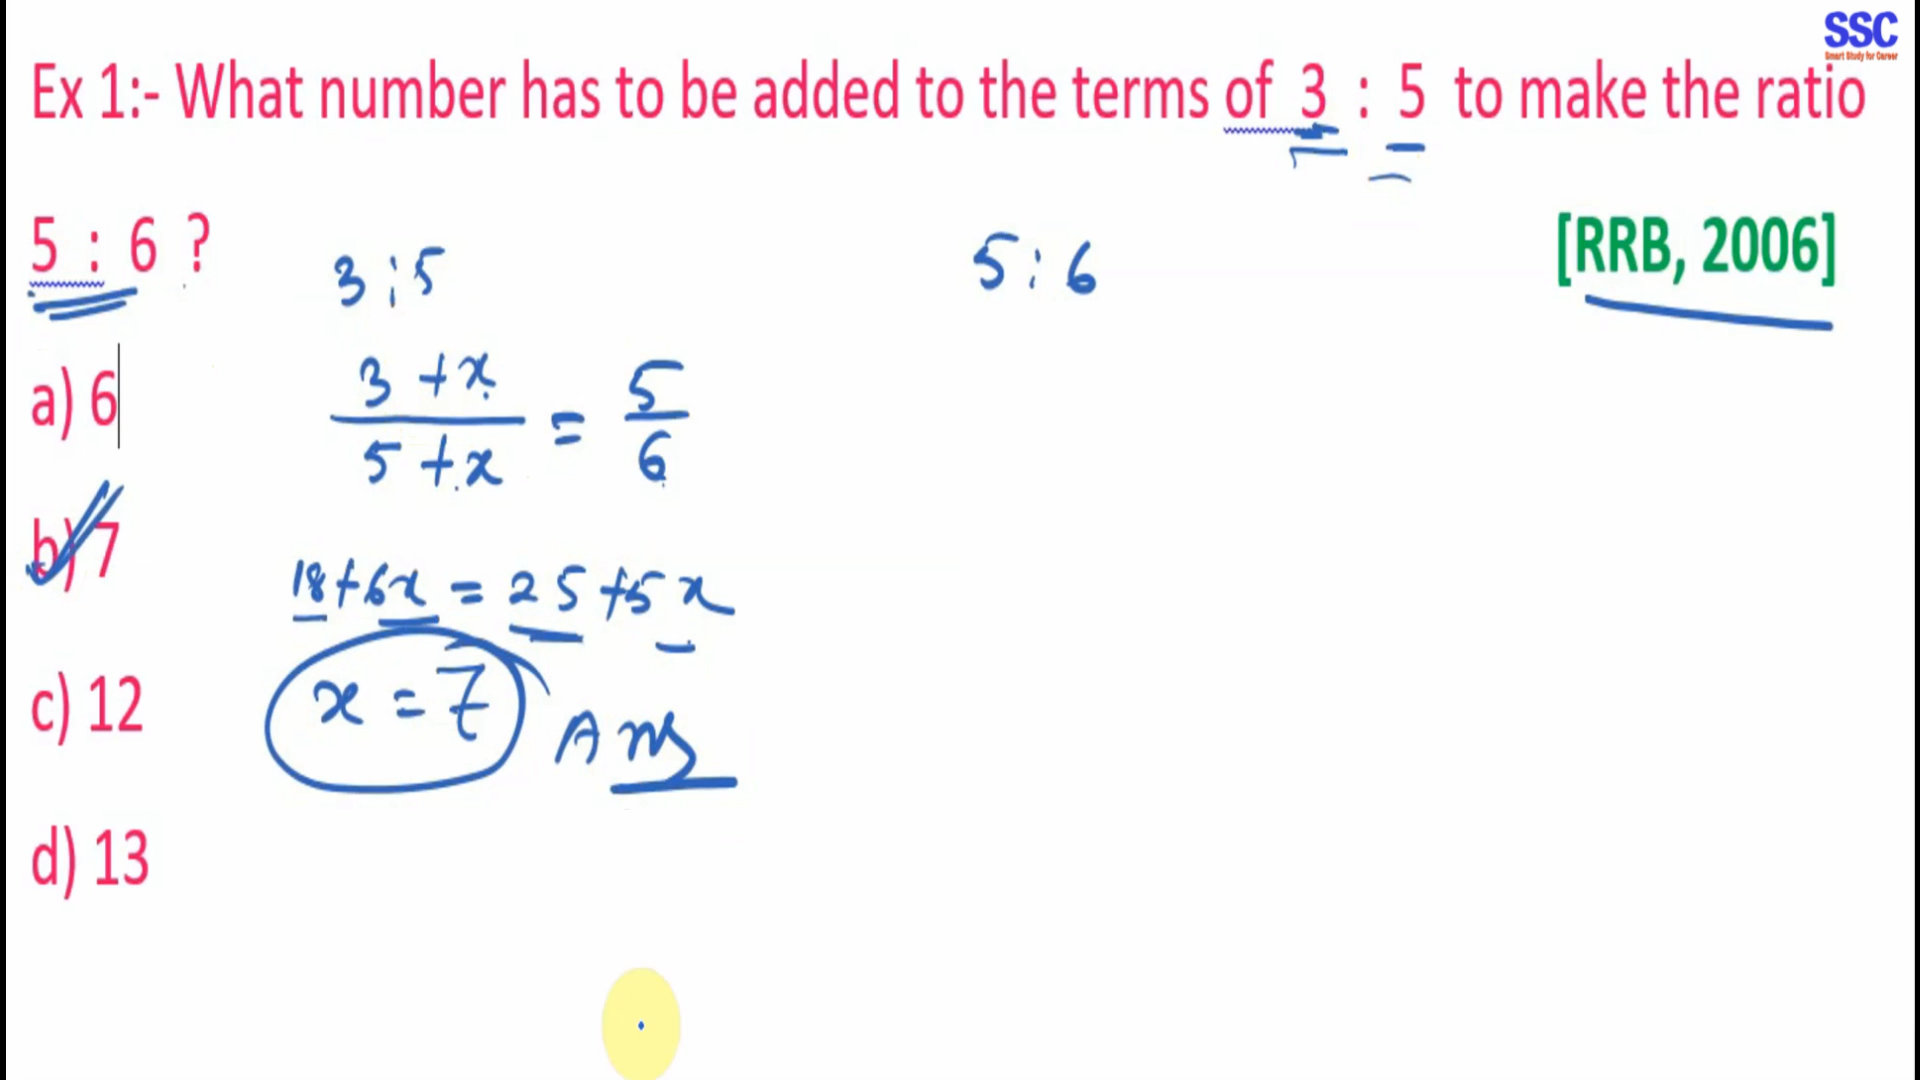 SSC
Smart Study for Career
Ex 1:- What number has to be added to the terms of 3 : 5 to make the ratio
5 : 6 ?
[RRB, 2006]
3 : 5
5 : 6
a) 6
3 + x
5 + x
=
5
6
b) 7
18 + 6x = 25 + 5x
c) 12
x = 7
Ans
d) 13